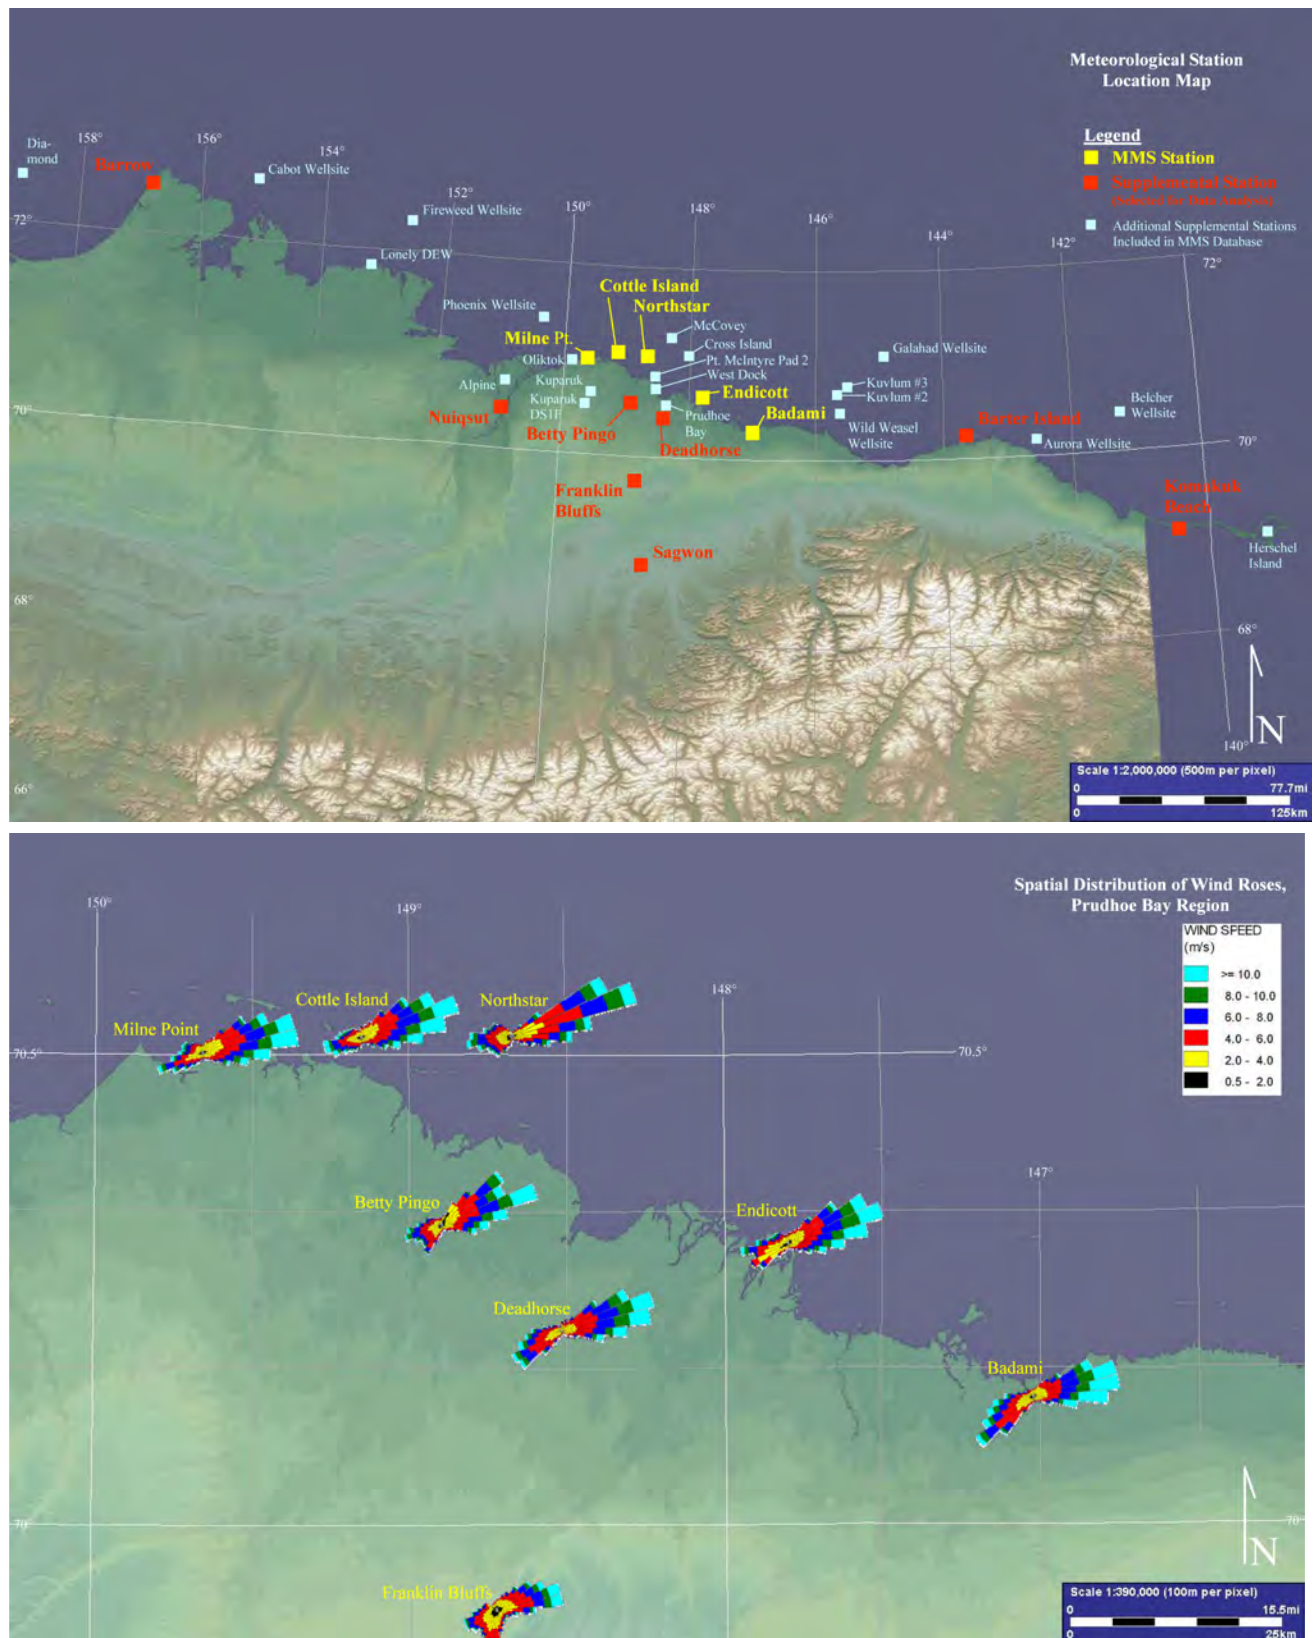 Meteorological Station
Location Map
Legend
MMS Station
Supplemental Station
(Selected for Data Analysis)
Additional Supplemental Stations
Included in MMS Database
Dia-
mond
158°
156°
154°
152°
150°
148°
146°
144°
142°
72°
72°
Barrow
Cabot Wellsite
Fireweed Wellsite
Lonely DEW
Phoenix Wellsite
Cottle Island
Northstar
Milne Pt.
McCovey
Cross Island
Pt. McIntyre Pad 2
West Dock
Oliktok
Alpine
Kuparuk
Kuparuk
DS1F
Nuiqsut
Betty Pingo
Prudhoe
Bay
Deadhorse
Endicott
Badami
Galahad Wellsite
Kuvlum #3
Kuvlum #2
Wild Weasel
Wellsite
Barter Island
Aurora Wellsite
Belcher
Wellsite
70°
70°
Franklin
Bluffs
Sagwon
Komakuk
Beach
Herschel
Island
68°
68°
66°
140°
N
Scale 1:2,000,000 (500m per pixel)
0 77.7mi
0 125km
Spatial Distribution of Wind Roses,
Prudhoe Bay Region
WIND SPEED
(m/s)
>= 10.0
8.0 - 10.0
6.0 - 8.0
4.0 - 6.0
2.0 - 4.0
0.5 - 2.0
150°
149°
148°
147°
Milne Point
Cottle Island
Northstar
70.5°
70.5°
Betty Pingo
Endicott
Deadhorse
Badami
70°
70°
Franklin Bluffs
N
Scale 1:390,000 (100m per pixel)
0 15.5mi
0 25km